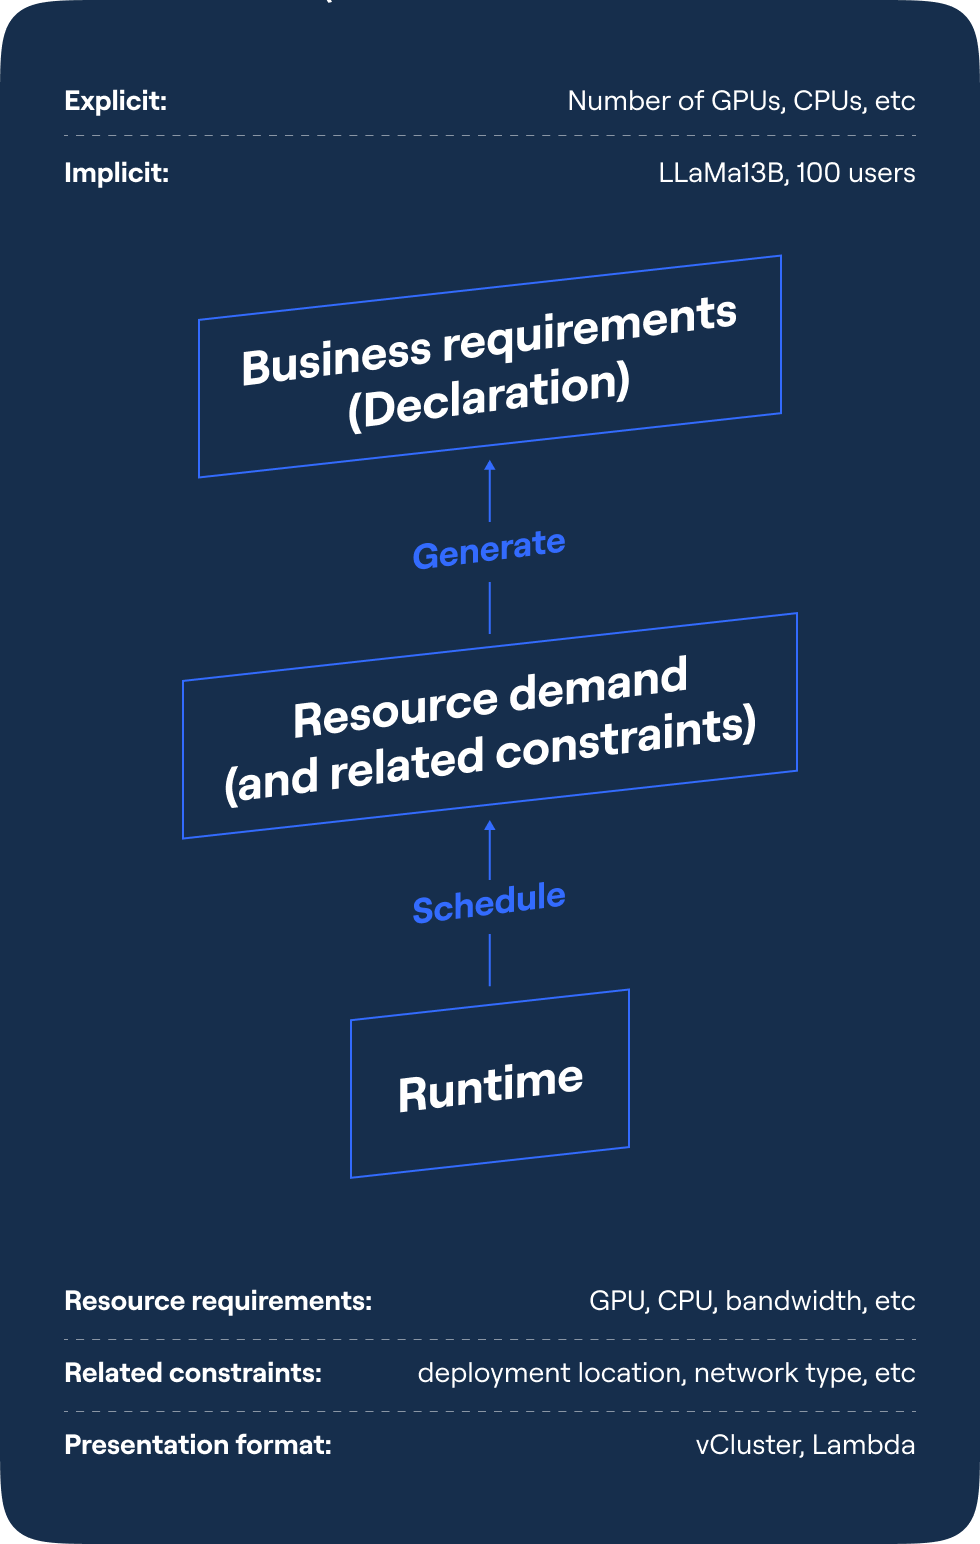 Explicit: Number of GPUs, CPUs, etc
Implicit: LLaMa13B, 100 users
Business requirements
(Declaration)
Generate
Resource demand
(and related constraints)
Schedule
Runtime
Resource requirements: GPU, CPU, bandwidth, etc
Related constraints: deployment location, network type, etc
Presentation format: vCluster, Lambda